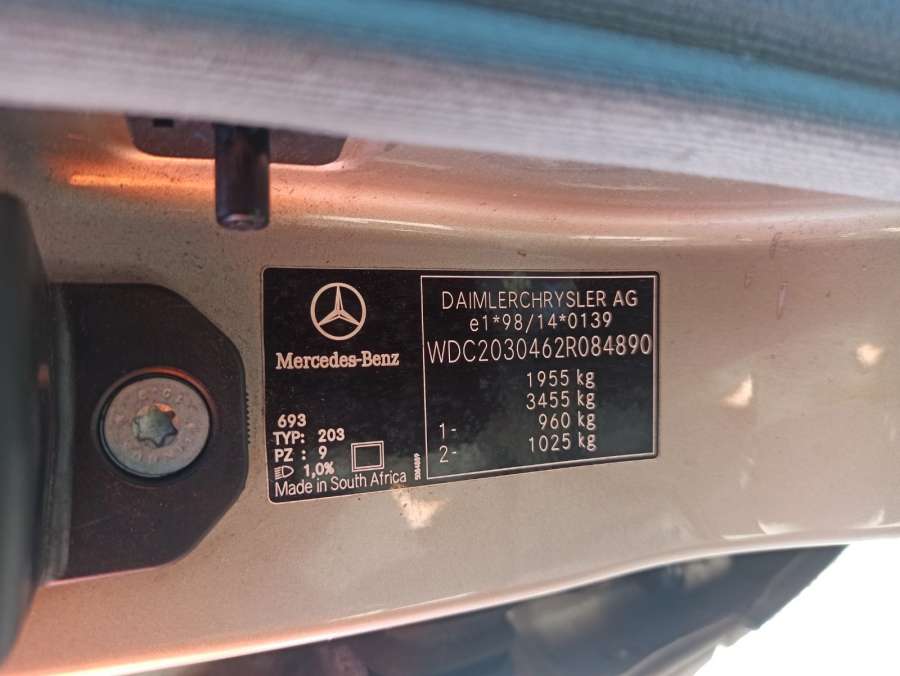 Mercedes-Benz
693
TYP: 203
PZ : 9
1,0%
Made in South Africa
DAIMLERCHRYSLER AG
e1*98/14*0139
WDC2030462R084890
1955 kg
3455 kg
1- 960 kg
2- 1025 kg